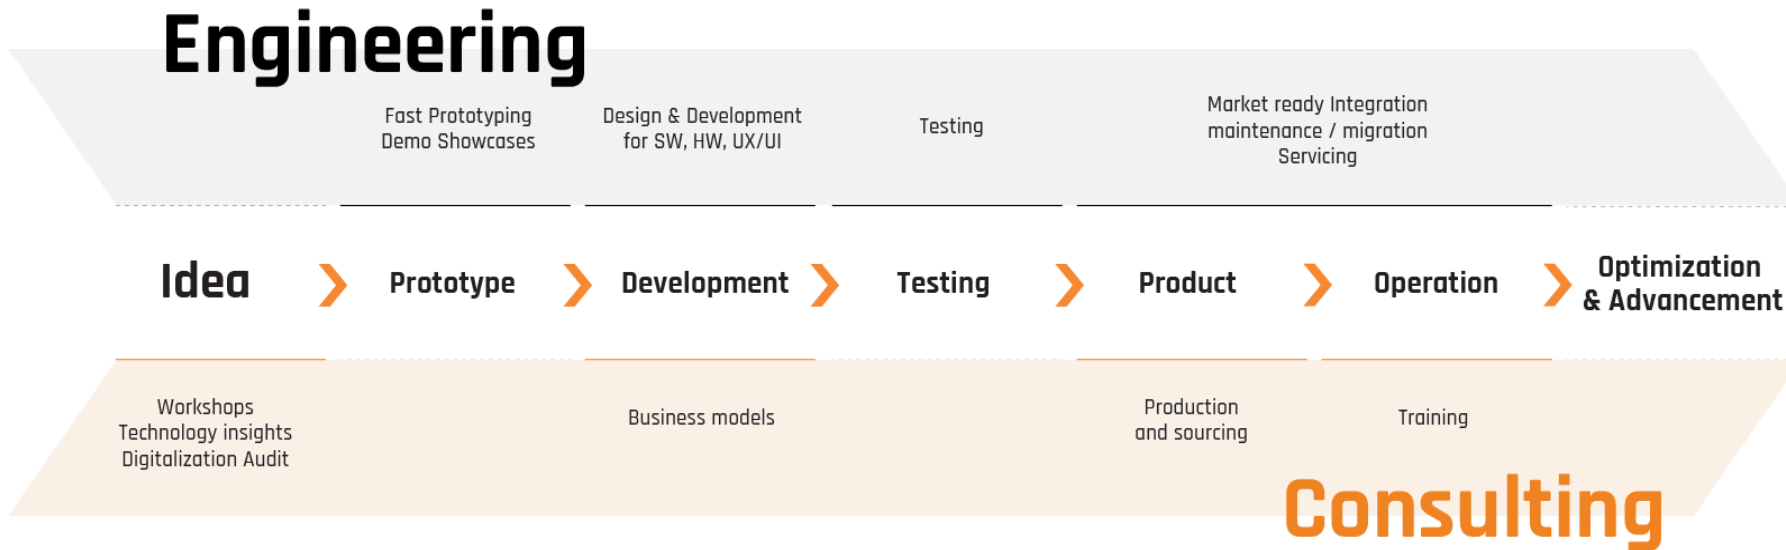 Engineering
Fast Prototyping
Demo Showcases
Design & Development
for SW, HW, UX/UI
Testing
Market ready Integration
maintenance / migration
Servicing
Idea
Prototype
Development
Testing
Product
Operation
Optimization
& Advancement
Workshops
Technology insights
Digitalization Audit
Business models
Production
and sourcing
Training
Consulting